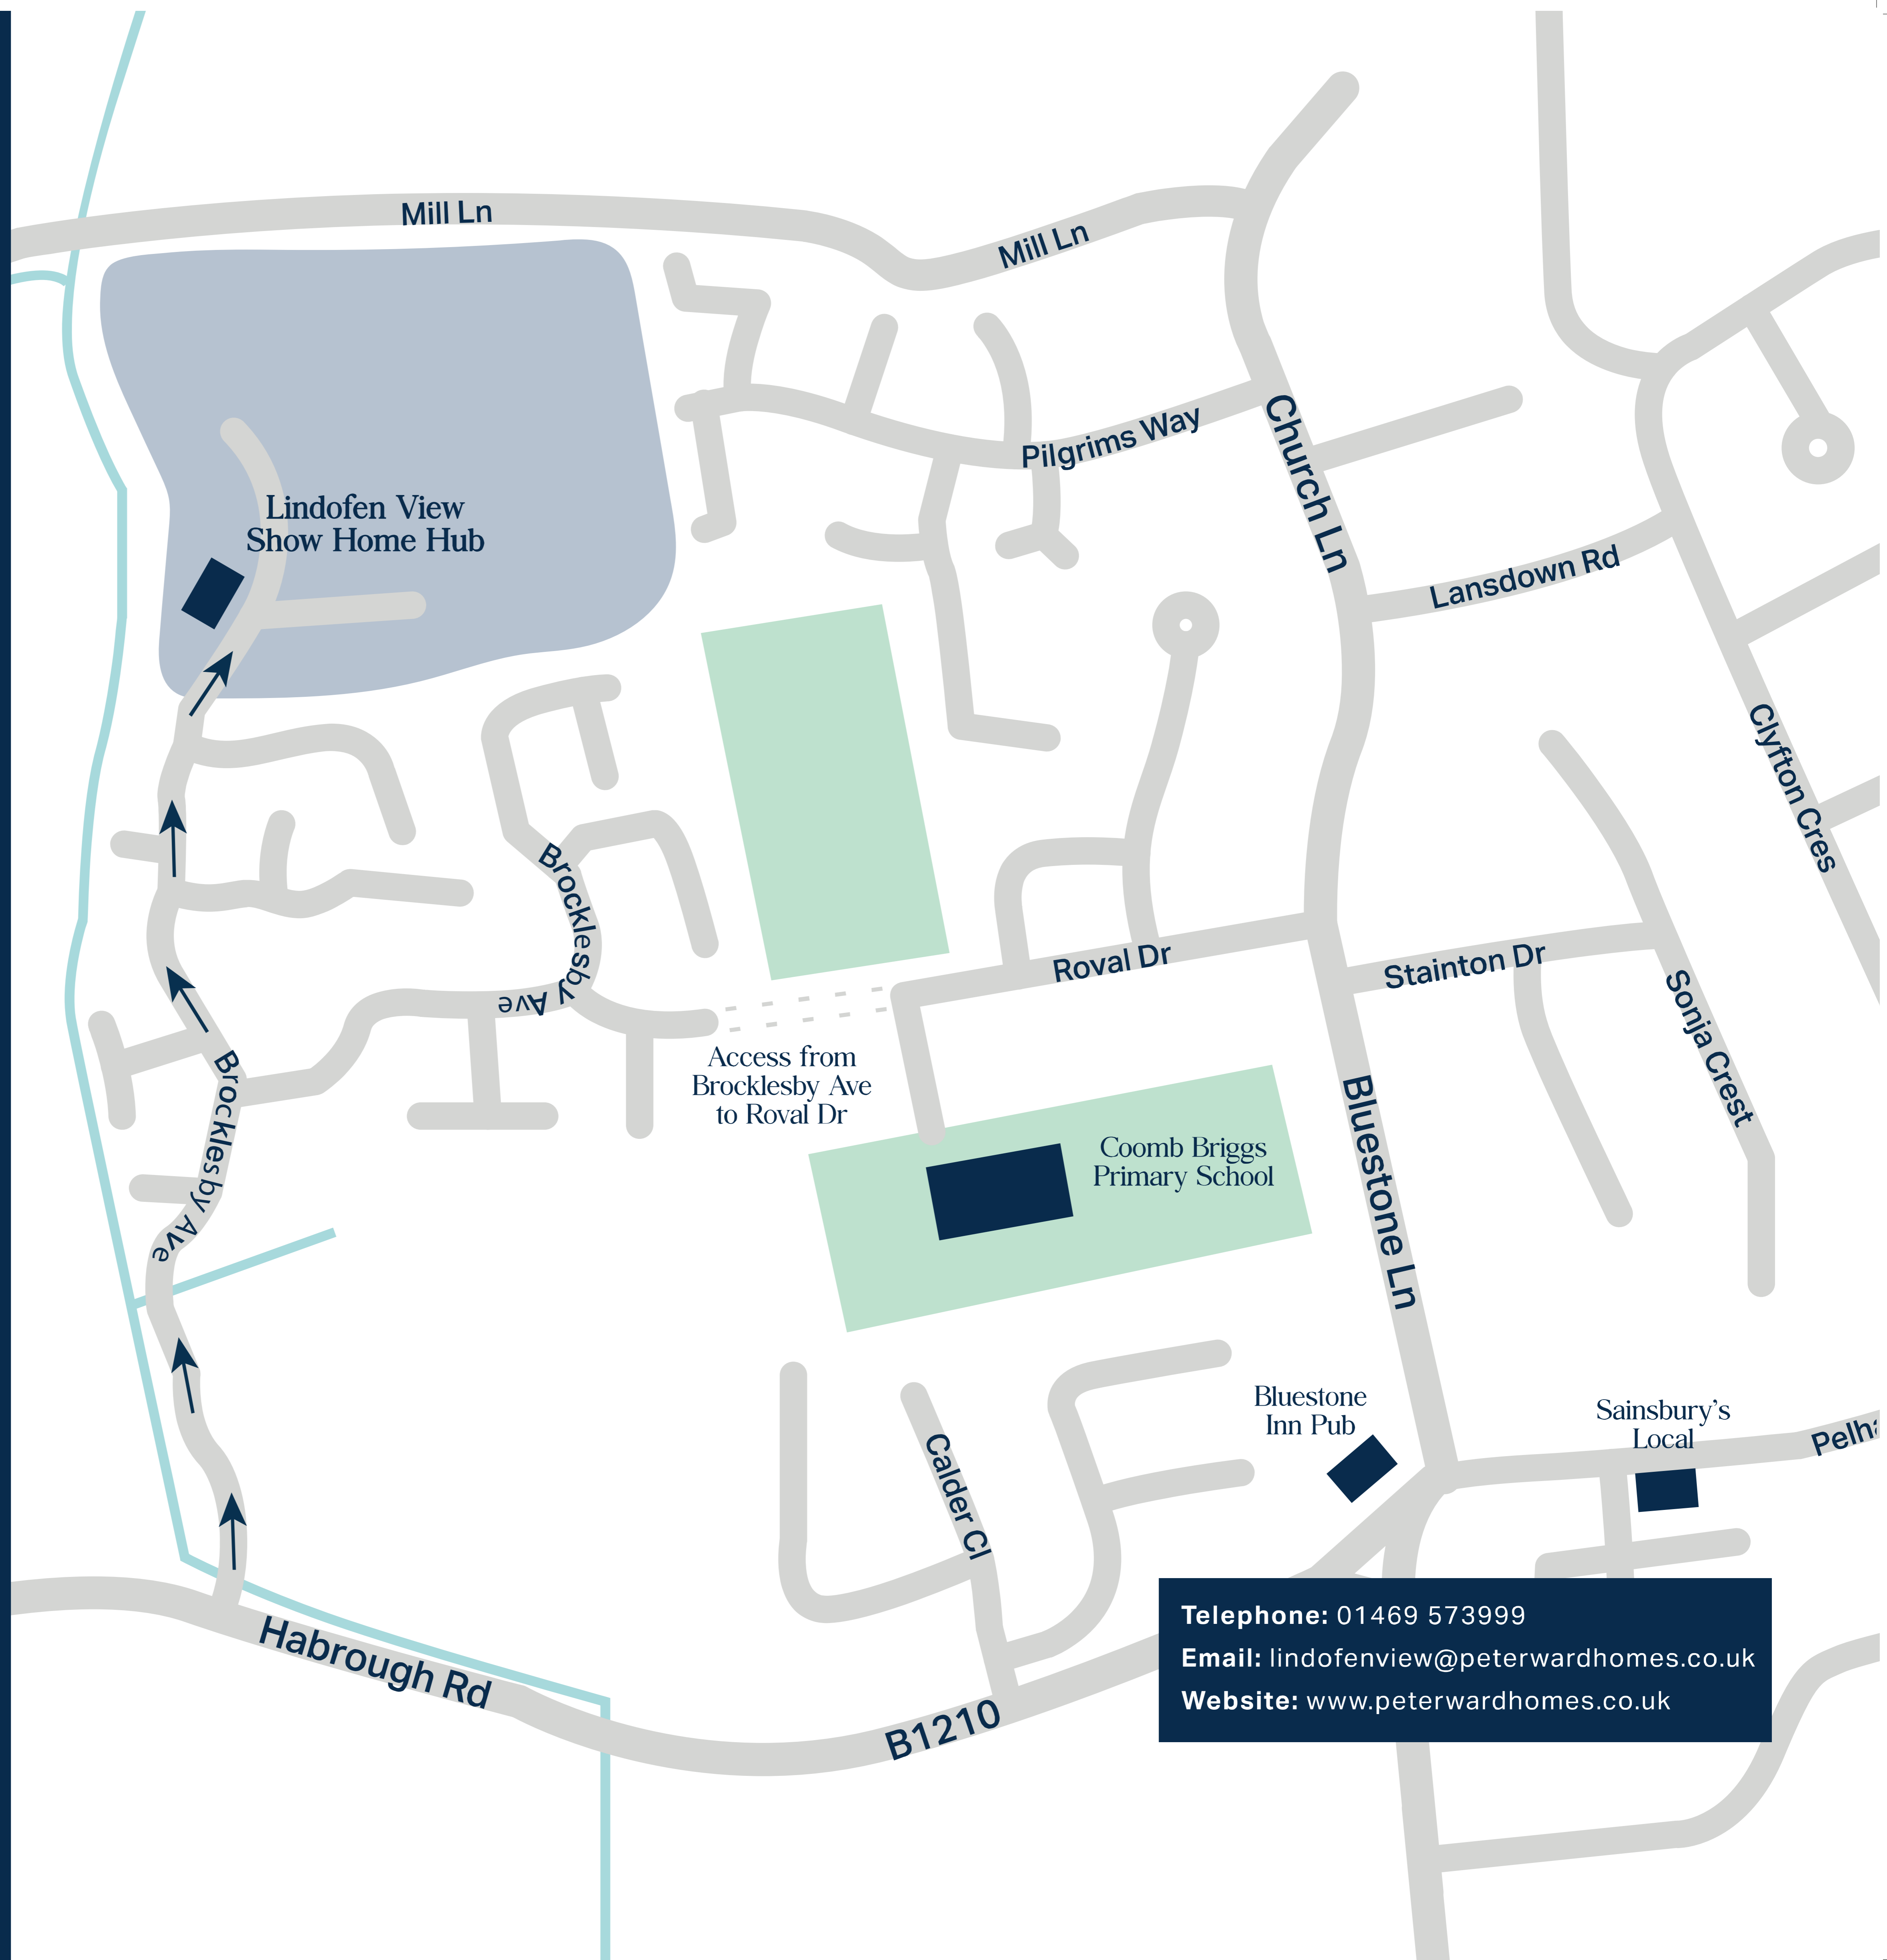 Mill Ln
Mill Ln
Pilgrims Way
Church Ln
Lindofen View
Show Home Hub
Lansdown Rd
Clyfton Cres
Brocklesby Ave
Roval Dr
Stainton Dr
Sonja Crest
Access from
Brocklesby Ave
to Roval Dr
Brocklesby Ave
Coomb Briggs
Primary School
Bluestone Ln
Bluestone
Inn Pub
Sainsbury’s
Local
Calder Cl
Habrough Rd
B1210
Telephone: 01469 573999
Email: lindofenview@peterwardhomes.co.uk
Website: www.peterwardhomes.co.uk